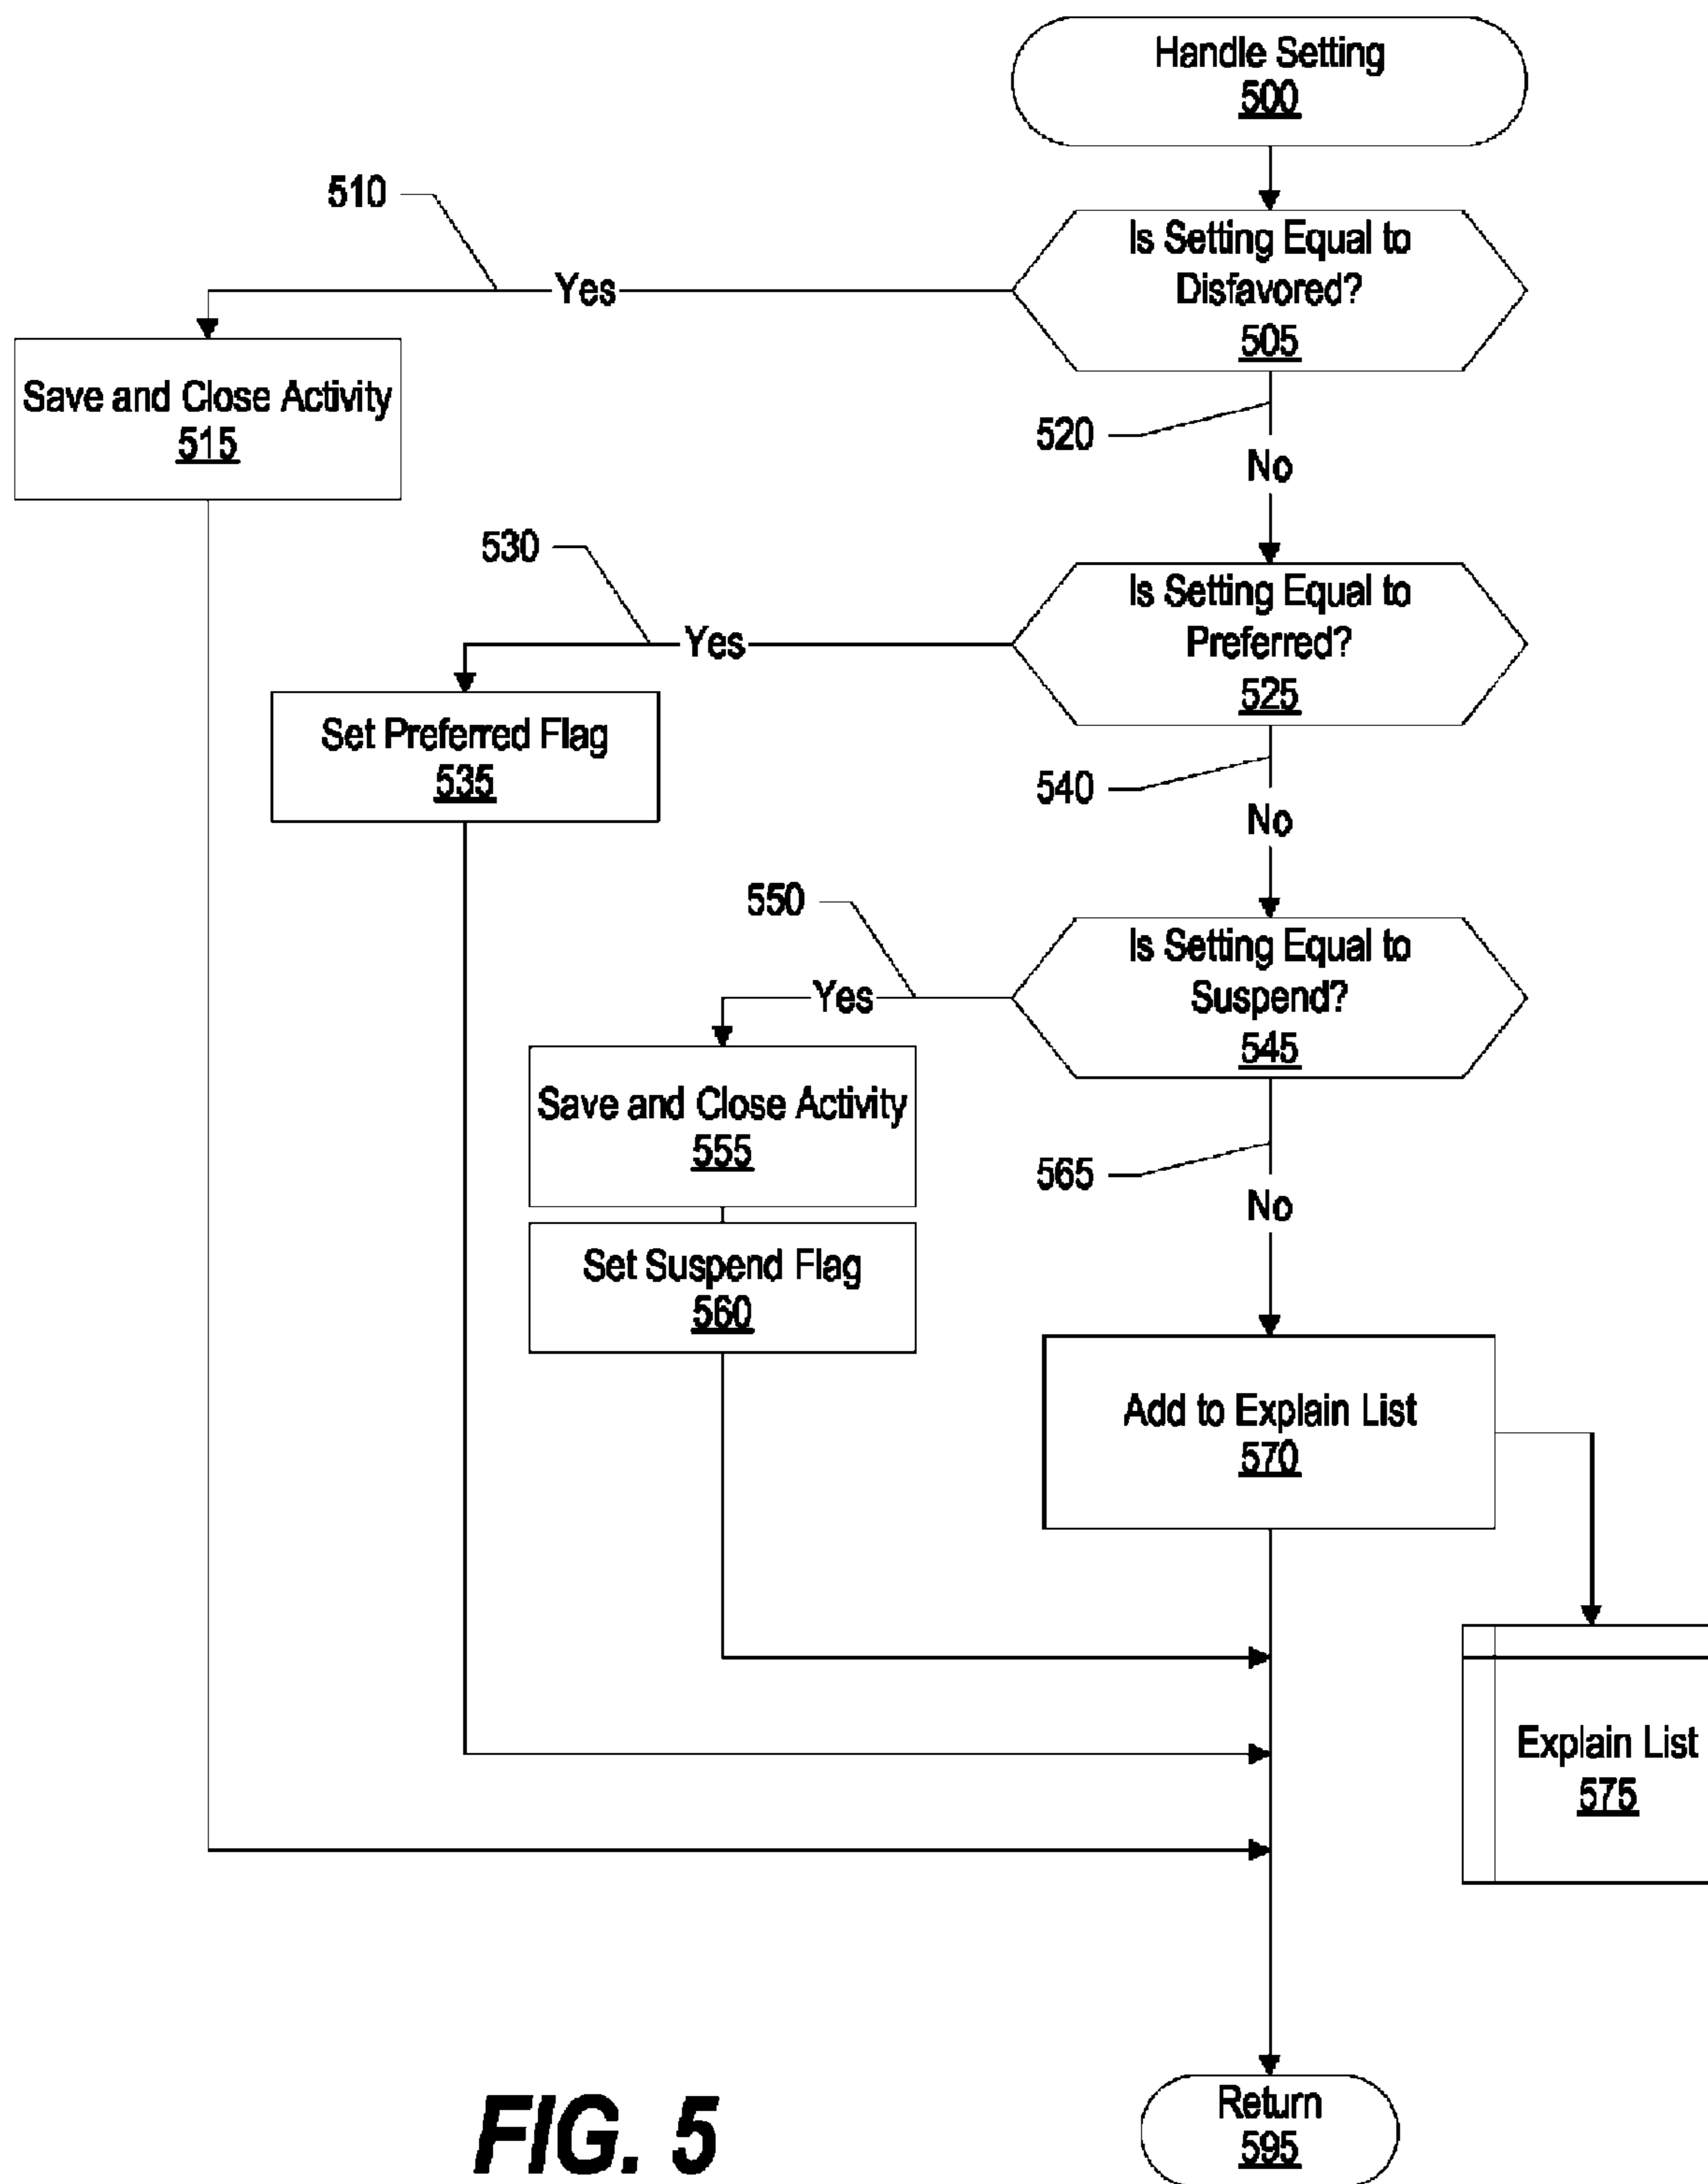 Handle Setting
500
510
Is Setting Equal to
Disfavored?
505
Yes
Save and Close Activity
515
520
No
530
Is Setting Equal to
Preferred?
525
Yes
Set Preferred Flag
535
540
No
550
Is Setting Equal to
Suspend?
545
Yes
Save and Close Activity
555
565
No
Set Suspend Flag
560
Add to Explain List
570
Explain List
575
Return
595
FIG. 5